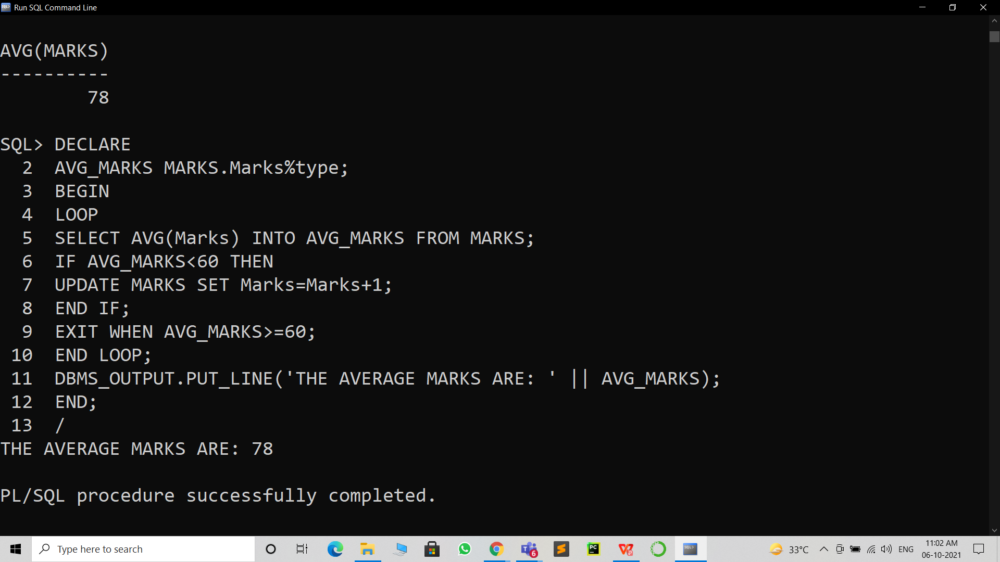 Run SQL Command Line
AVG(MARKS)
----------
        78
SQL> DECLARE
  2  AVG_MARKS MARKS.Marks%type;
  3  BEGIN
  4  LOOP
  5  SELECT AVG(Marks) INTO AVG_MARKS FROM MARKS;
  6  IF AVG_MARKS<60 THEN
  7  UPDATE MARKS SET Marks=Marks+1;
  8  END IF;
  9  EXIT WHEN AVG_MARKS>=60;
 10  END LOOP;
 11  DBMS_OUTPUT.PUT_LINE('THE AVERAGE MARKS ARE: ' || AVG_MARKS);
 12  END;
 13  /
THE AVERAGE MARKS ARE: 78
PL/SQL procedure successfully completed.
Type here to search
6
PC
33°C
ENG
11:02 AM
06-10-2021